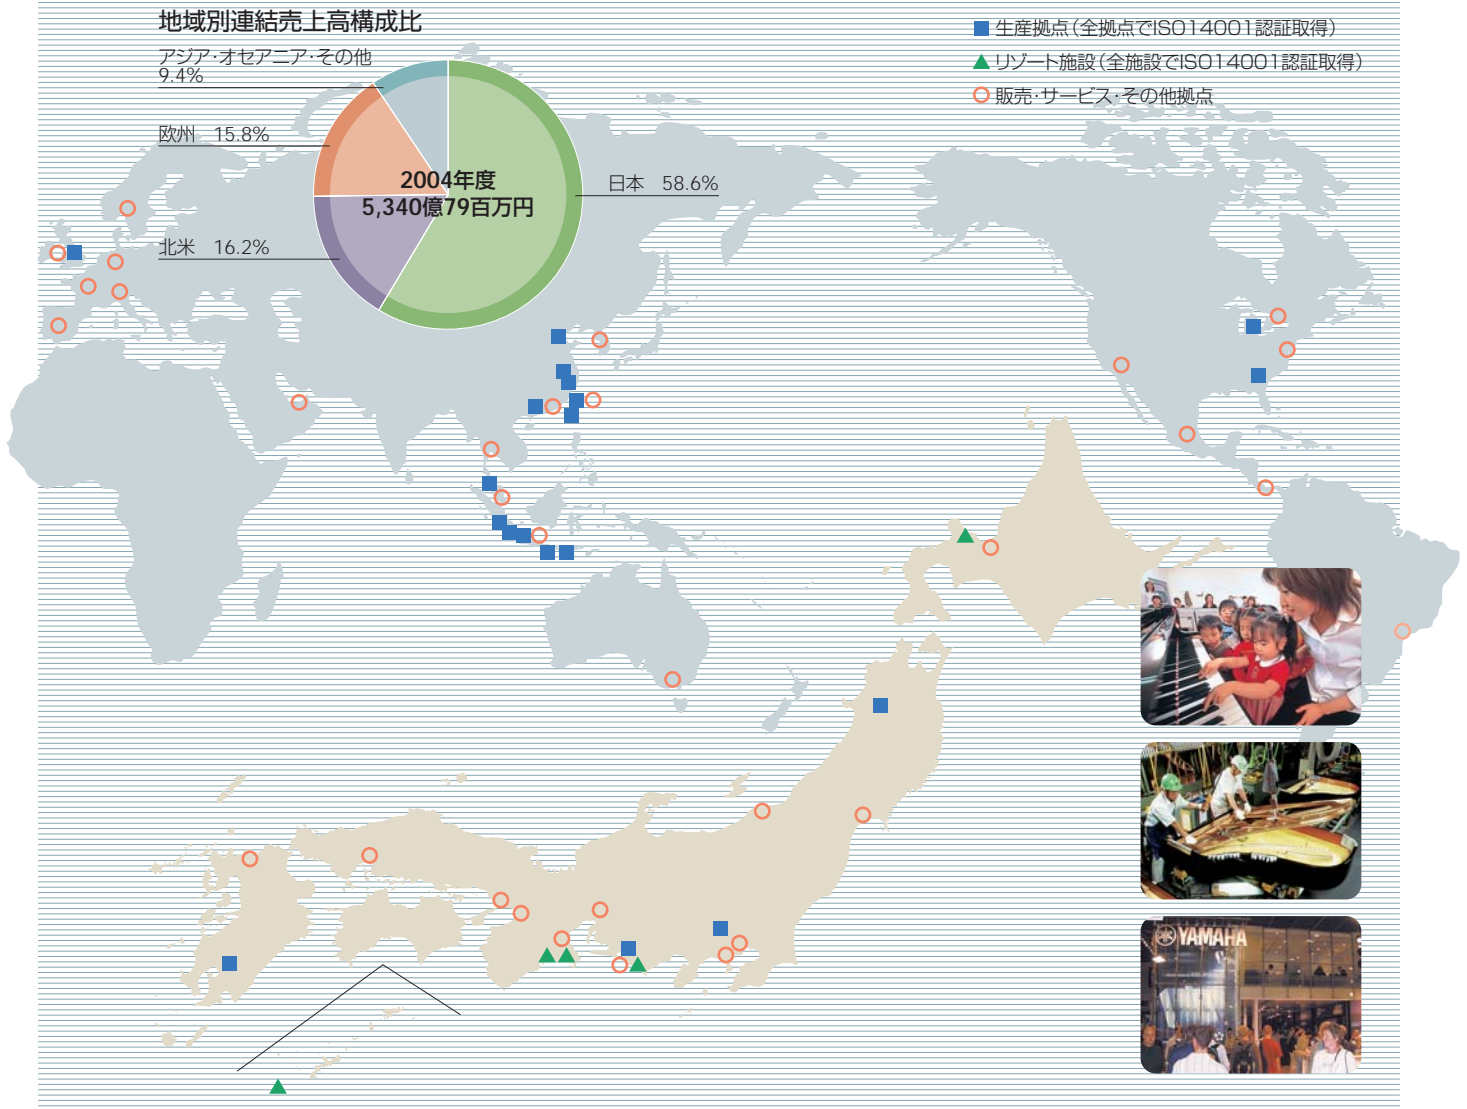 地域別連結売上高構成比
アジア・オセアニア・その他
9.4%
欧州 15.8%
北米 16.2%
2004年度
5,340億79百万円
日本 58.6%
生産拠点(全拠点でISO14001認証取得)
リゾート施設(全施設でISO14001認証取得)
販売・サービス・その他拠点
YAMAHA